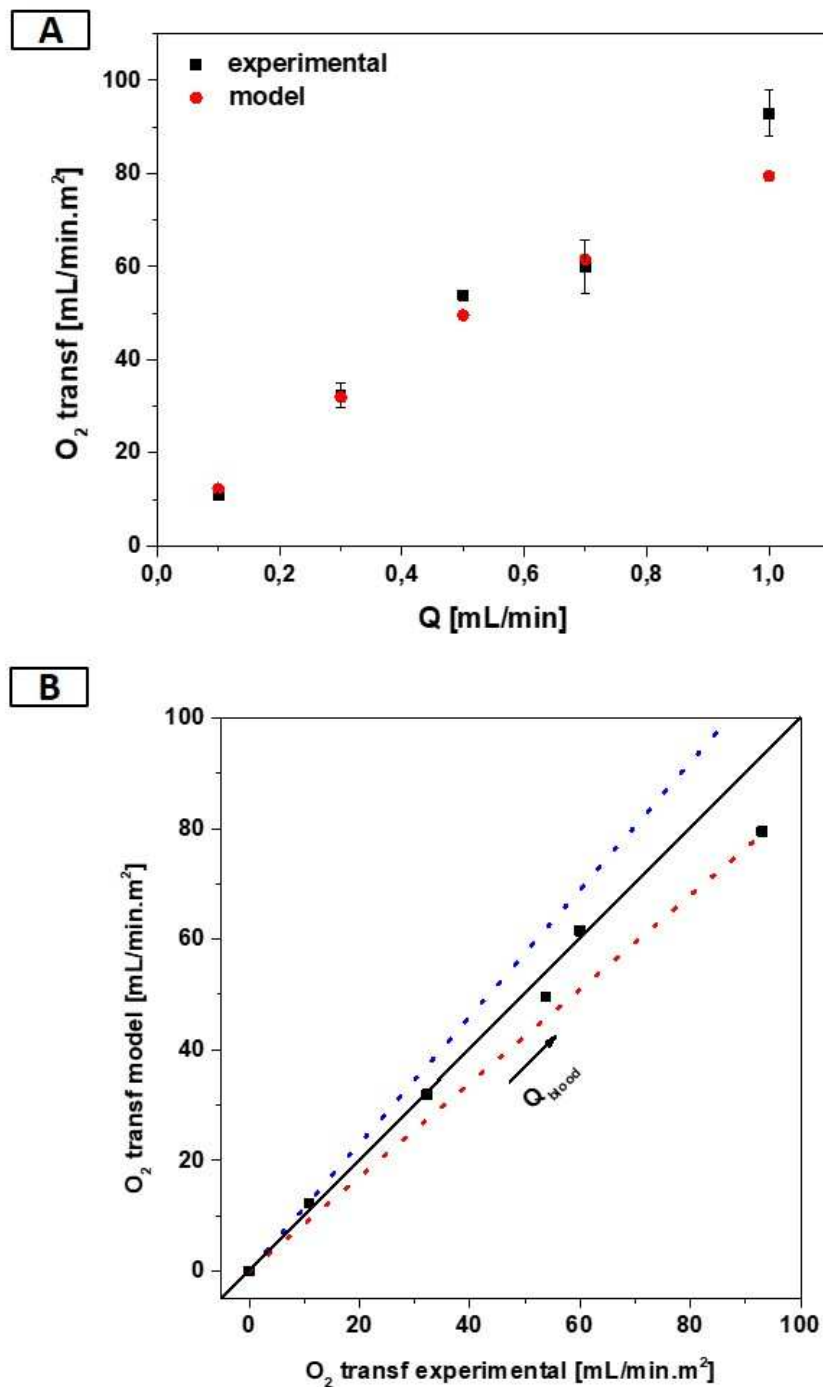 A
experimental
model
100
80
60
40
20
0
O₂ transf [mL/min.m²]
0,0 0,2 0,4 0,6 0,8 1,0
Q [mL/min]
B
100
80
60
40
20
0
O₂ transf model [mL/min.m²]
Q_blood
0 20 40 60 80 100
O₂ transf experimental [mL/min.m²]